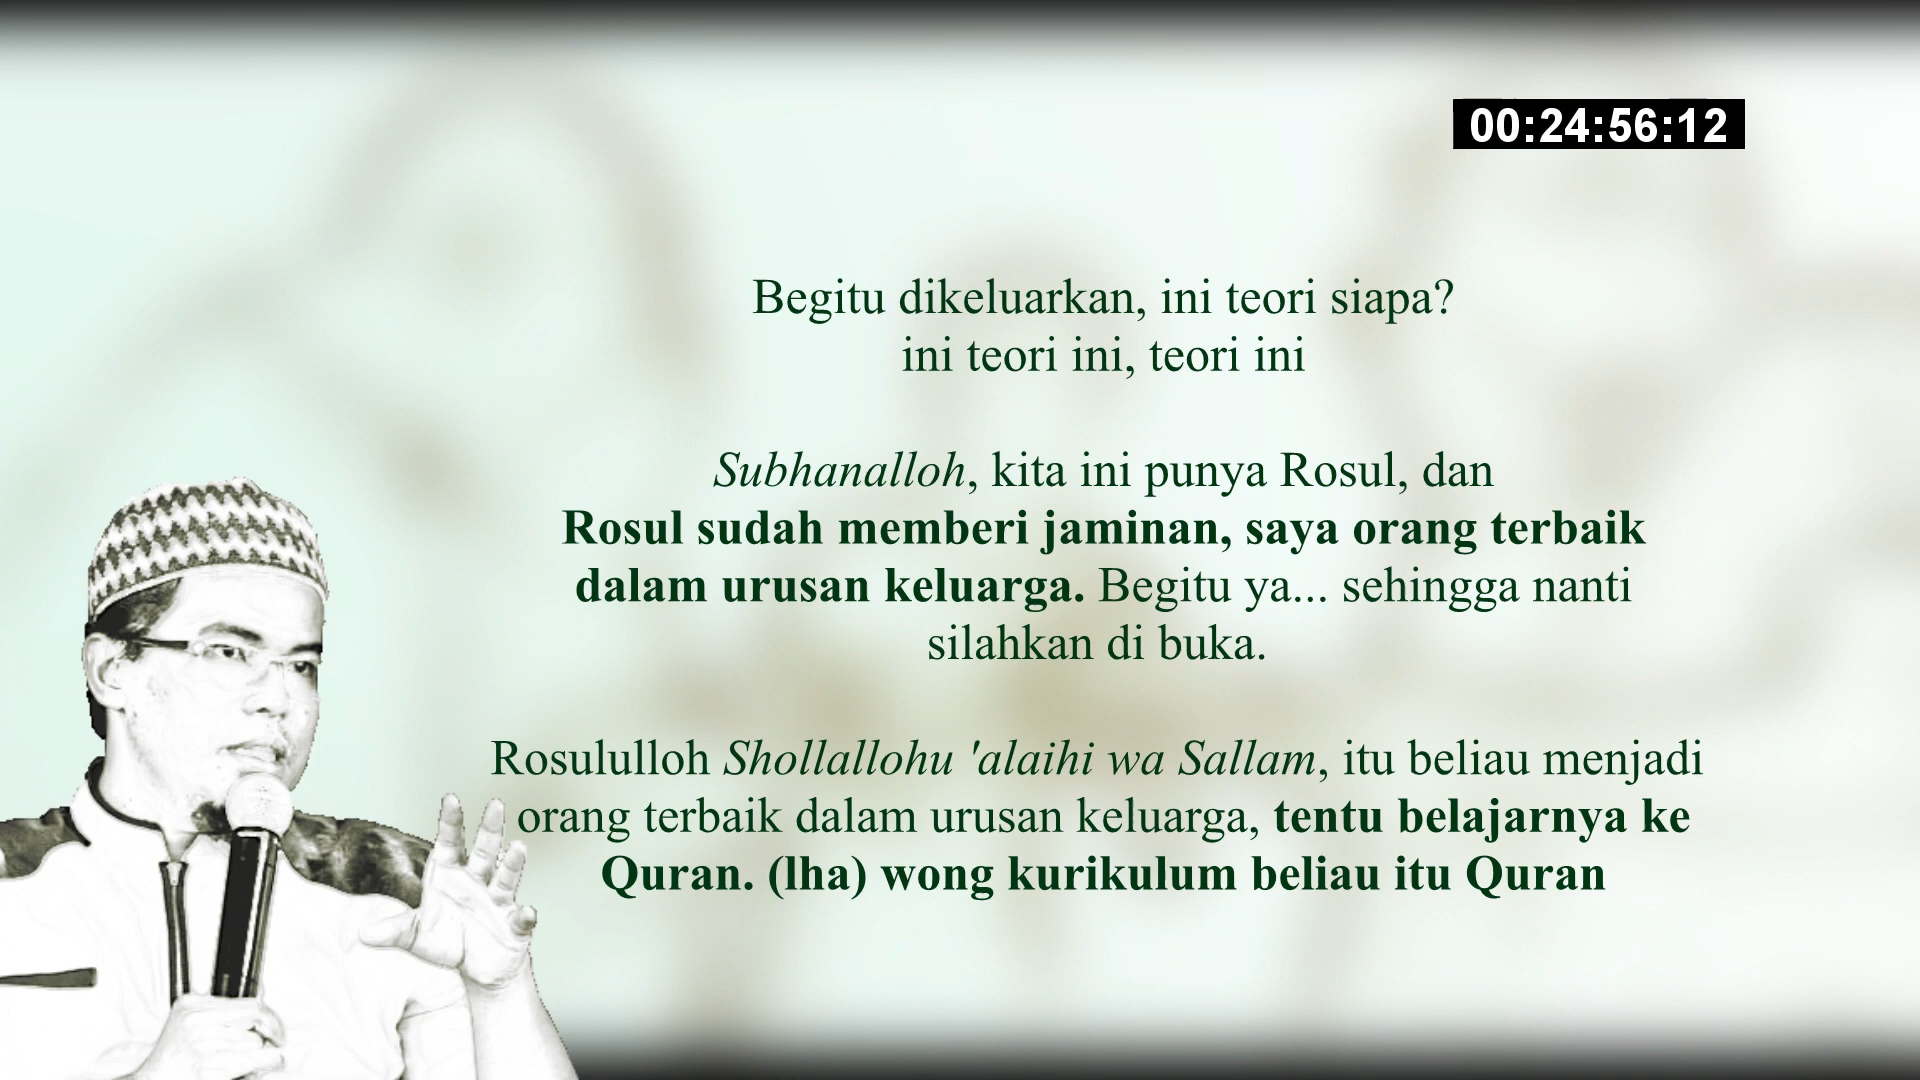 00:24:56:12
Begitu dikeluarkan, ini teori siapa?
ini teori ini, teori ini
Subhanalloh, kita ini punya Rosul, dan
Rosul sudah memberi jaminan, saya orang terbaik
dalam urusan keluarga. Begitu ya... sehingga nanti
silahkan di buka.
Rosululloh Shollallohu 'alaihi wa Sallam, itu beliau menjadi
orang terbaik dalam urusan keluarga, tentu belajarnya ke
Quran. (lha) wong kurikulum beliau itu Quran